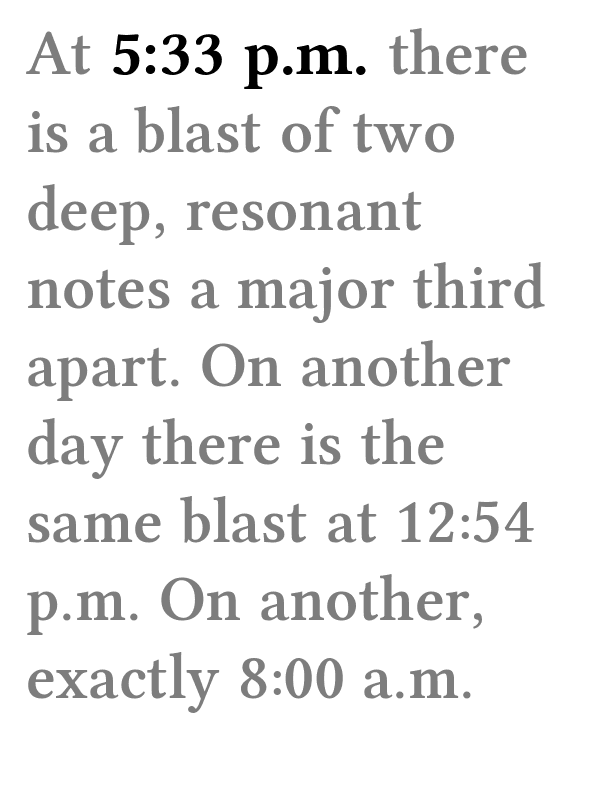 At 5:33 p.m. there
is a blast of two
deep, resonant
notes a major third
apart. On another
day there is the
same blast at 12:54
p.m. On another,
exactly 8:00 a.m.